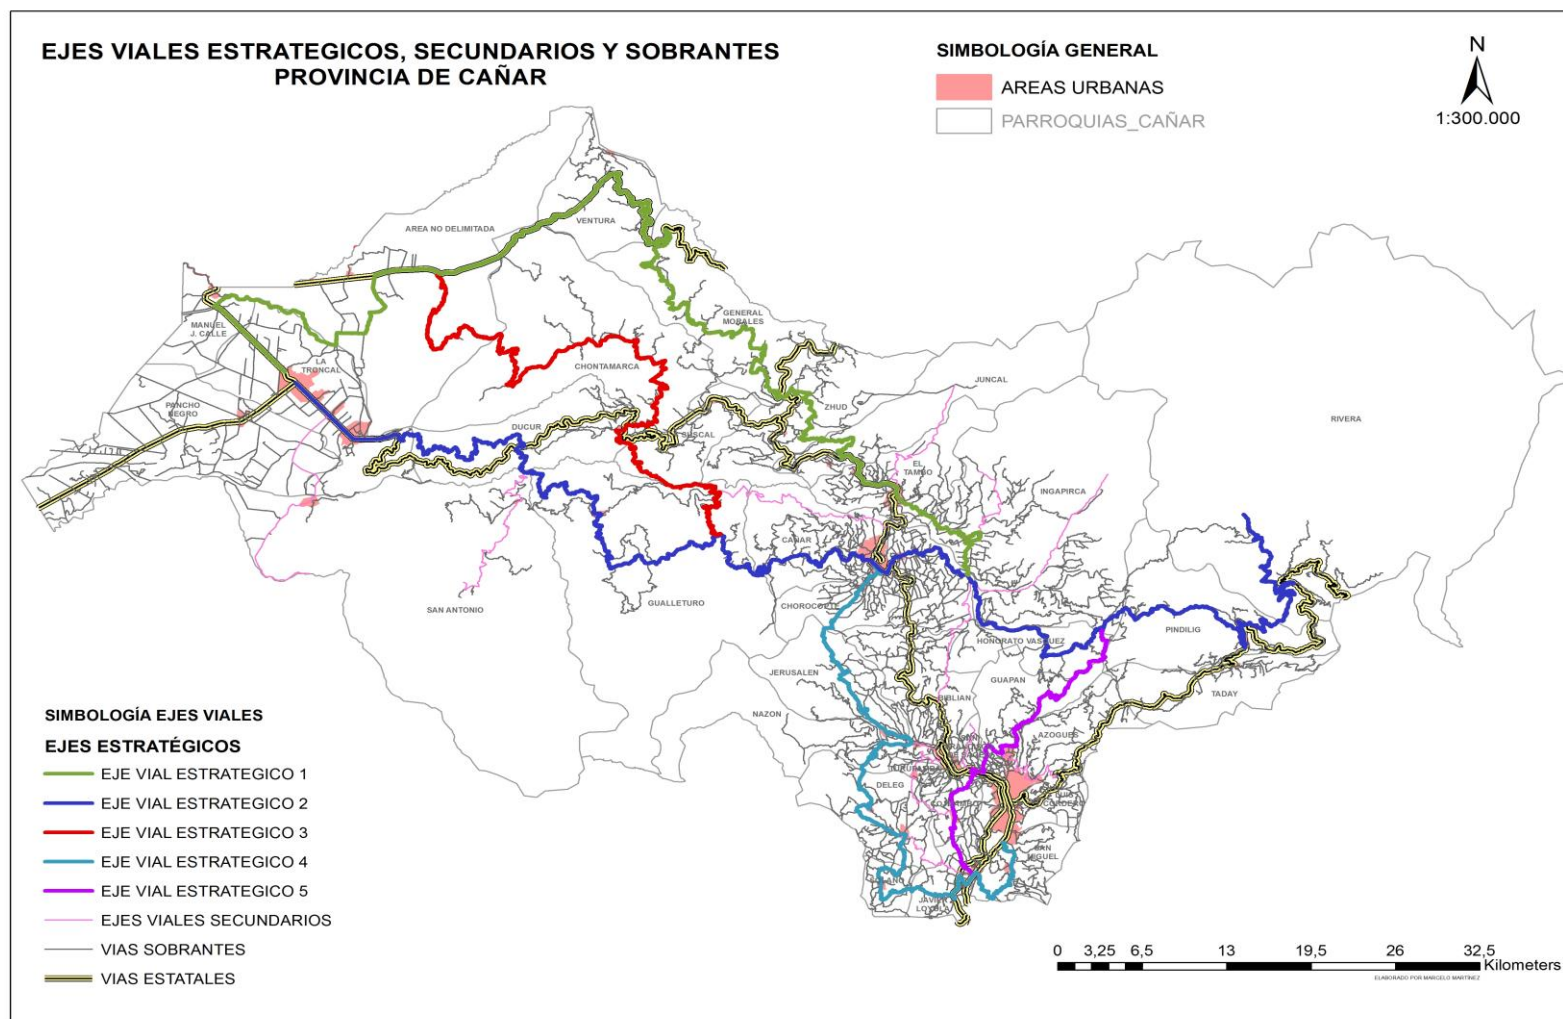 EJES VIALES ESTRATEGICOS, SECUNDARIOS Y SOBRANTES
PROVINCIA DE CAÑAR
SIMBOLOGÍA GENERAL
AREAS URBANAS
PARROQUIAS_CAÑAR
N
1:300.000
VENTURA
AREA NO DELIMITADA
MANUEL
J. CALLE
GENERAL
MORALES
LA
TRONCAL
CHONTAMARCA
JUNCAL
PANCHO
NEGRO
ZHUD
RIVERA
DUCUR
SUSCAL
EL
TAMBO
INGAPIRCA
CAÑAR
SAN ANTONIO
GUALLETURO
CHOROCOPTE
HONORATO VASQUEZ
PINDILIG
JERUSALEN
GUAPAN
TADAY
BIBLIAN
NAZON
AZOGUES
DELEG
LUIS
CORDERO
SAN
MIGUEL
JAVIER
LOYOLA
SIMBOLOGÍA EJES VIALES
EJES ESTRATÉGICOS
EJE VIAL ESTRATEGICO 1
EJE VIAL ESTRATEGICO 2
EJE VIAL ESTRATEGICO 3
EJE VIAL ESTRATEGICO 4
EJE VIAL ESTRATEGICO 5
EJES VIALES SECUNDARIOS
VIAS SOBRANTES
VIAS ESTATALES
0 3,25 6,5 13 19,5 26 32,5
Kilometers
ELABORADO POR MARCELO MARTINEZ